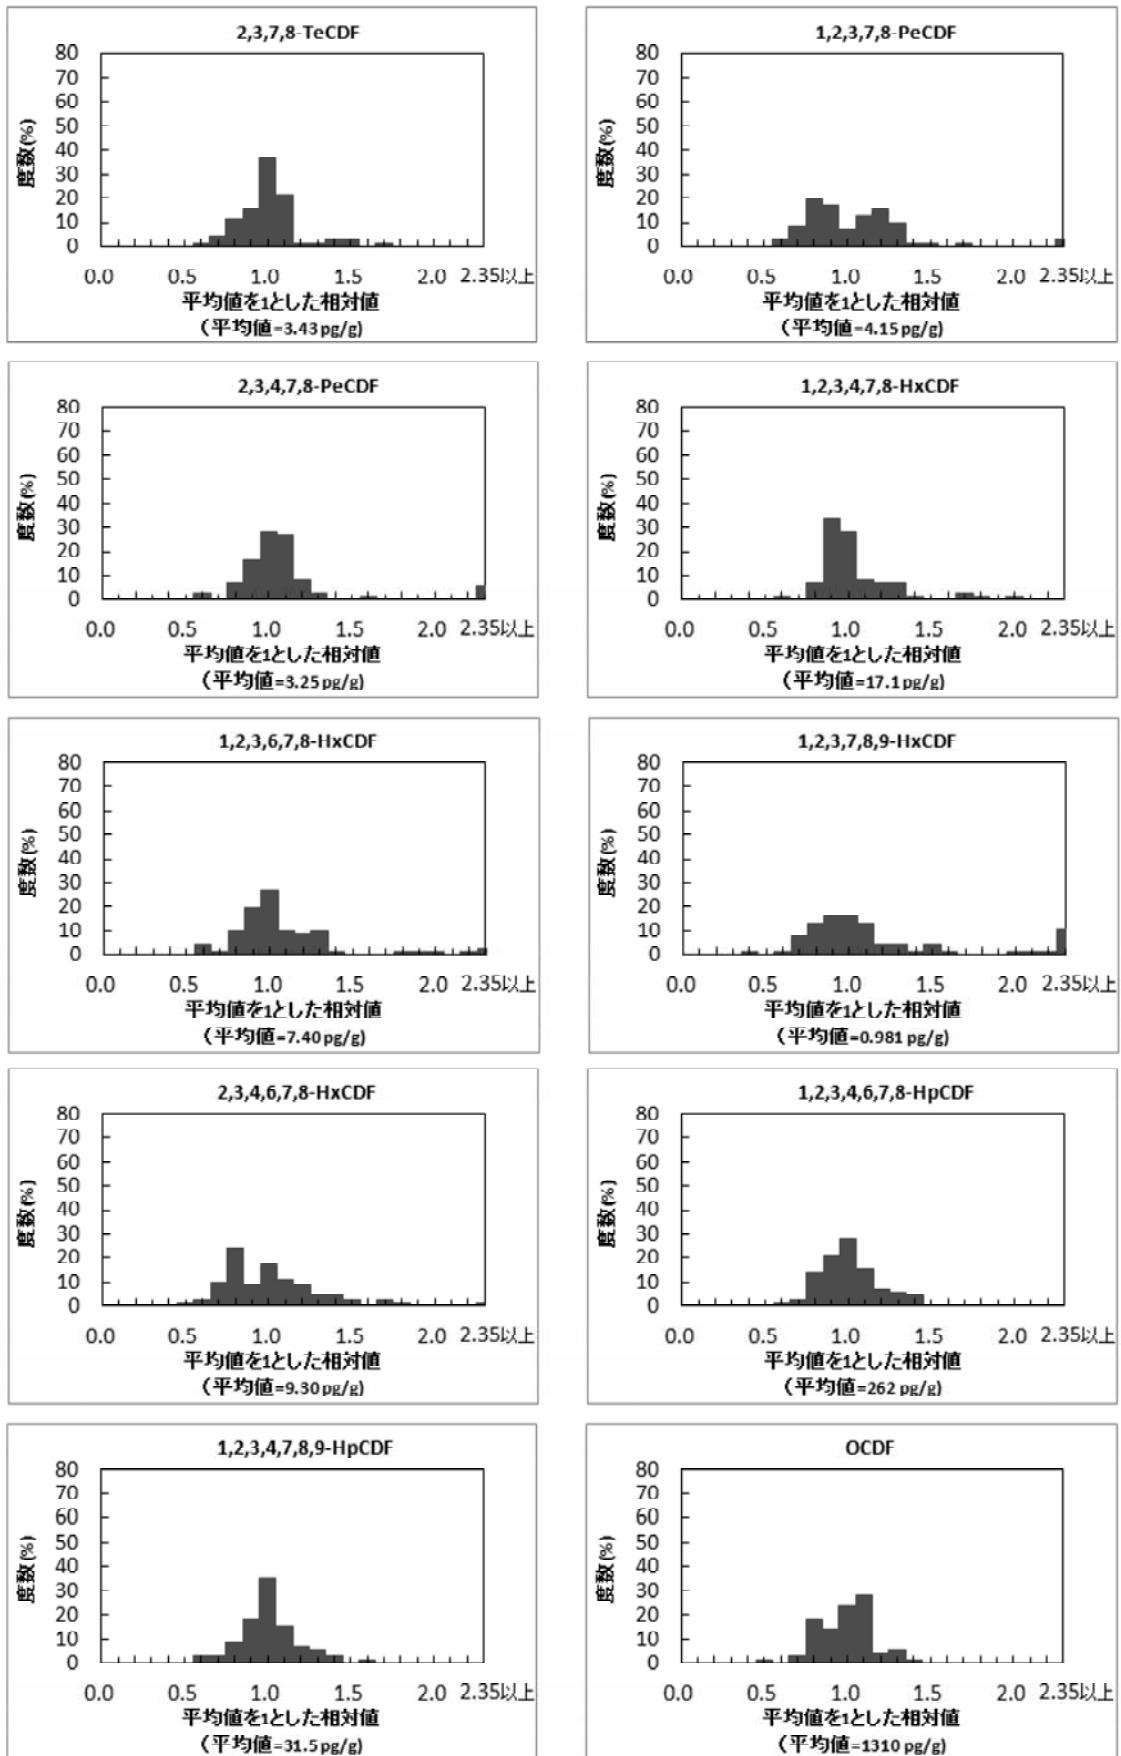 2,3,7,8-TeCDF
80
70
60
50
40
30
20
10
0
度数(%)
0.0 0.5 1.0 1.5 2.0 2.35以上
平均値を1とした相対値
(平均値=3.43 pg/g)
1,2,3,7,8-PeCDF
80
70
60
50
40
30
20
10
0
度数(%)
0.0 0.5 1.0 1.5 2.0 2.35以上
平均値を1とした相対値
(平均値=4.15 pg/g)
2,3,4,7,8-PeCDF
80
70
60
50
40
30
20
10
0
度数(%)
0.0 0.5 1.0 1.5 2.0 2.35以上
平均値を1とした相対値
(平均値=3.25 pg/g)
1,2,3,4,7,8-HxCDF
80
70
60
50
40
30
20
10
0
度数(%)
0.0 0.5 1.0 1.5 2.0 2.35以上
平均値を1とした相対値
(平均値=17.1 pg/g)
1,2,3,6,7,8-HxCDF
80
70
60
50
40
30
20
10
0
度数(%)
0.0 0.5 1.0 1.5 2.0 2.35以上
平均値を1とした相対値
(平均値=7.40 pg/g)
1,2,3,7,8,9-HxCDF
80
70
60
50
40
30
20
10
0
度数(%)
0.0 0.5 1.0 1.5 2.0 2.35以上
平均値を1とした相対値
(平均値=0.981 pg/g)
2,3,4,6,7,8-HxCDF
80
70
60
50
40
30
20
10
0
度数(%)
0.0 0.5 1.0 1.5 2.0 2.35以上
平均値を1とした相対値
(平均値=9.30 pg/g)
1,2,3,4,6,7,8-HpCDF
80
70
60
50
40
30
20
10
0
度数(%)
0.0 0.5 1.0 1.5 2.0 2.35以上
平均値を1とした相対値
(平均値=262 pg/g)
1,2,3,4,7,8,9-HpCDF
80
70
60
50
40
30
20
10
0
度数(%)
0.0 0.5 1.0 1.5 2.0 2.35以上
平均値を1とした相対値
(平均値=31.5 pg/g)
OCDF
80
70
60
50
40
30
20
10
0
度数(%)
0.0 0.5 1.0 1.5 2.0 2.35以上
平均値を1とした相対値
(平均値=1310 pg/g)